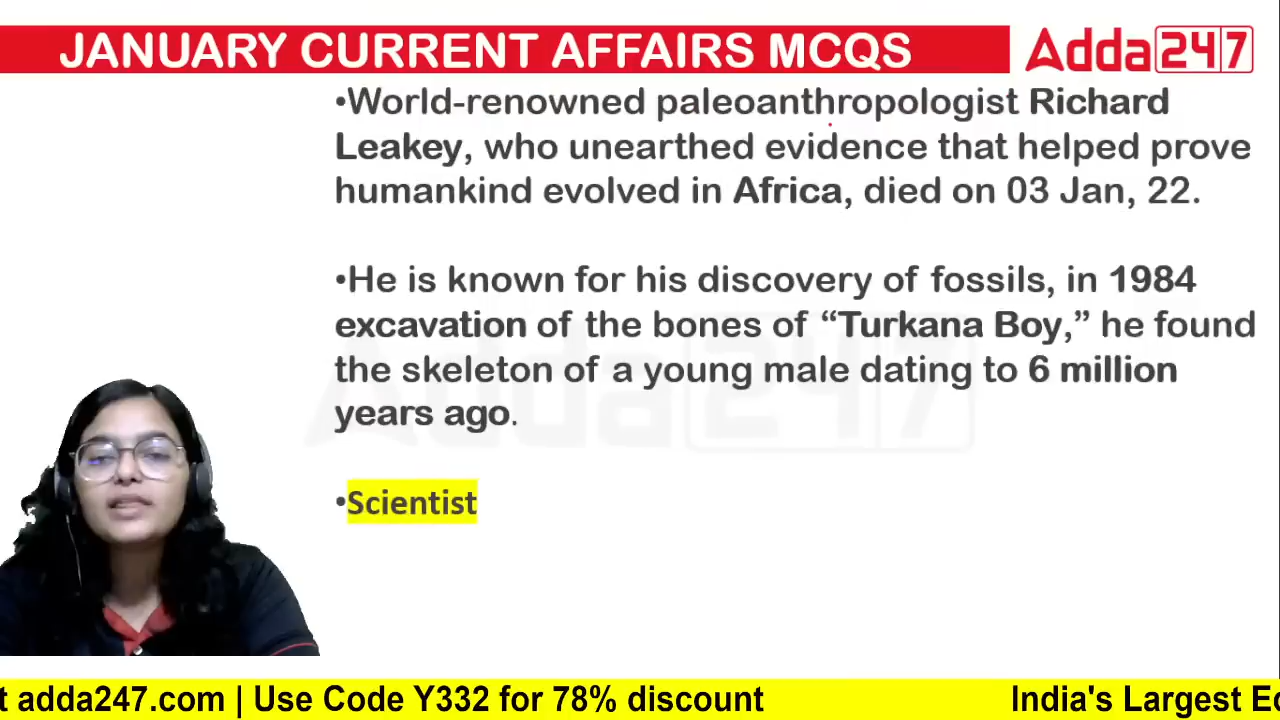 JANUARY CURRENT AFFAIRS MCQS
Adda247
•World-renowned paleoanthropologist Richard
Leakey, who unearthed evidence that helped prove
humankind evolved in Africa, died on 03 Jan, 22.
•He is known for his discovery of fossils, in 1984
excavation of the bones of “Turkana Boy,” he found
the skeleton of a young male dating to 6 million
years ago.
Adda247
•Scientist
t adda247.com | Use Code Y332 for 78% discount
India's Largest Ed